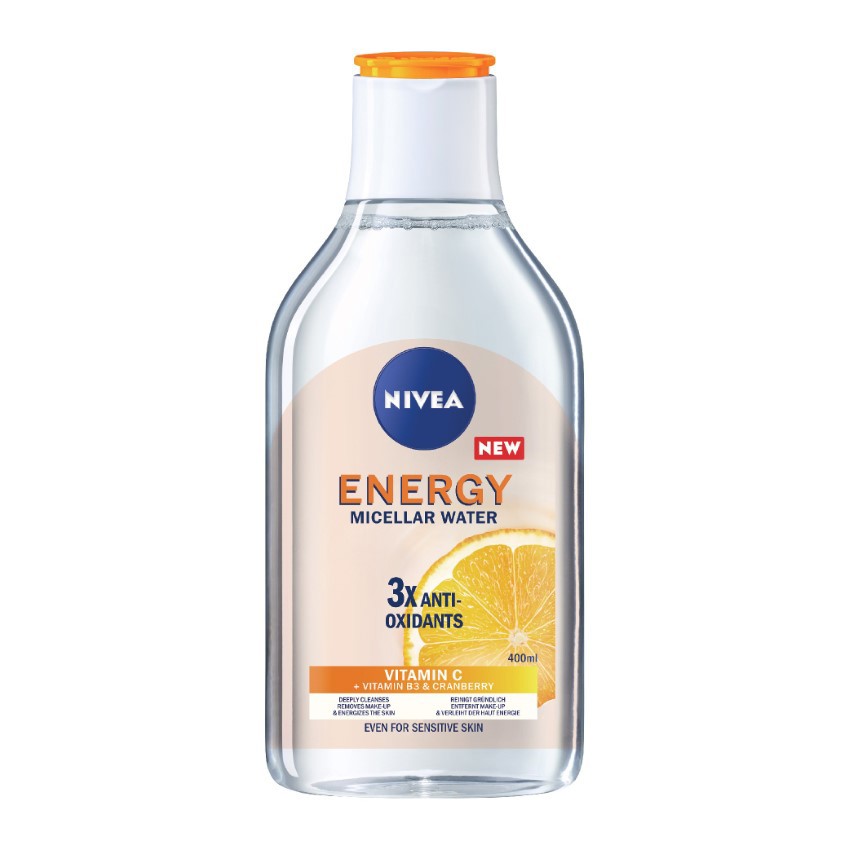 NIVEA
NEW
ENERGY
MICELLAR WATER
3X ANTI-
OXIDANTS
400ml
VITAMIN C
+ VITAMIN B3 & CRANBERRY
DEEPLY CLEANSES
REMOVES MAKE-UP
& ENERGIZES THE SKIN
REINIGT GRÜNDLICH
ENTFERNT MAKE-UP
& VERLEIHT DER HAUT ENERGIE
EVEN FOR SENSITIVE SKIN